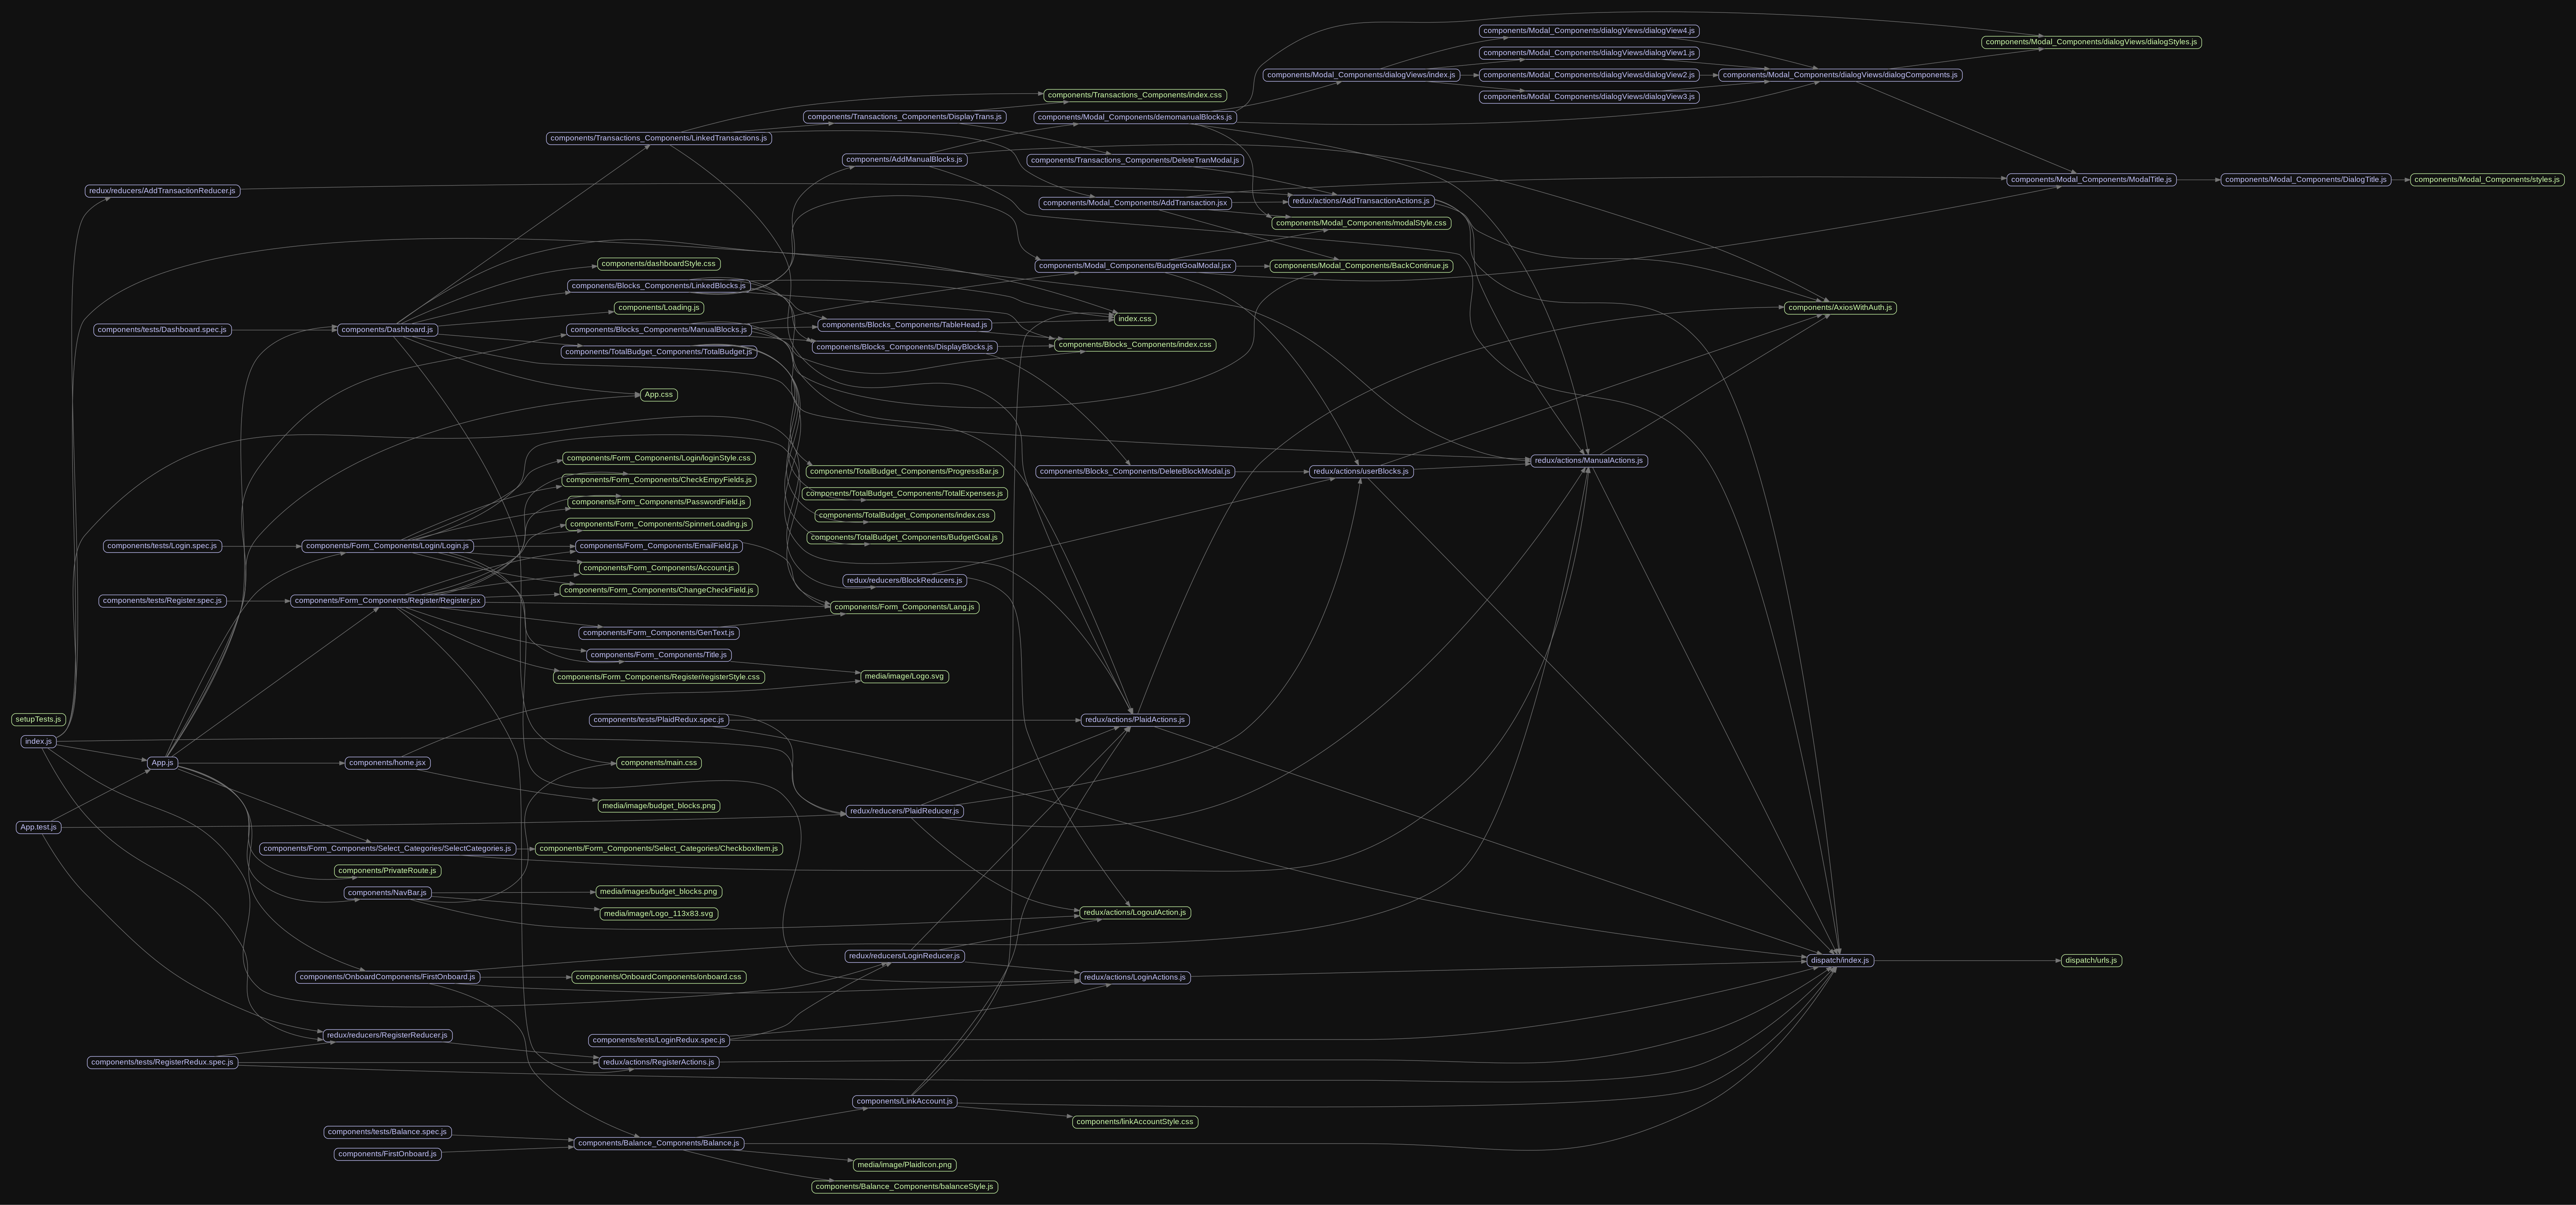 components/Modal_Components/dialogViews/dialogView4.js
components/Modal_Components/dialogViews/dialogStyles.js
components/Modal_Components/dialogViews/dialogView1.js
components/Modal_Components/dialogViews/index.js
components/Modal_Components/dialogViews/dialogView2.js
components/Modal_Components/dialogViews/dialogComponents.js
components/Transactions_Components/index.css
components/Modal_Components/dialogViews/dialogView3.js
components/Transactions_Components/DisplayTrans.js
components/Modal_Components/demomanualBlocks.js
components/Transactions_Components/LinkedTransactions.js
components/AddManualBlocks.js
components/Transactions_Components/DeleteTranModal.js
components/Modal_Components/ModalTitle.js
components/Modal_Components/DialogTitle.js
components/Modal_Components/styles.js
redux/reducers/AddTransactionReducer.js
components/Modal_Components/AddTransaction.jsx
redux/actions/AddTransactionActions.js
components/Modal_Components/modalStyle.css
components/dashboardStyle.css
components/Modal_Components/BudgetGoalModal.jsx
components/Modal_Components/BackContinue.js
components/Blocks_Components/LinkedBlocks.js
components/Loading.js
components/AxiosWithAuth.js
components/tests/Dashboard.spec.js
components/Dashboard.js
components/Blocks_Components/ManualBlocks.js
components/Blocks_Components/TableHead.js
index.css
components/TotalBudget_Components/TotalBudget.js
components/Blocks_Components/DisplayBlocks.js
components/Blocks_Components/index.css
App.css
components/Form_Components/Login/loginStyle.css
redux/actions/ManualActions.js
components/TotalBudget_Components/ProgressBar.js
components/Blocks_Components/DeleteBlockModal.js
redux/actions/userBlocks.js
components/Form_Components/CheckEmpyFields.js
components/TotalBudget_Components/TotalExpenses.js
components/Form_Components/PasswordField.js
components/TotalBudget_Components/index.css
components/Form_Components/SpinnerLoading.js
components/TotalBudget_Components/BudgetGoal.js
components/tests/Login.spec.js
components/Form_Components/Login/Login.js
components/Form_Components/EmailField.js
components/Form_Components/Account.js
redux/reducers/BlockReducers.js
components/Form_Components/ChangeCheckField.js
components/tests/Register.spec.js
components/Form_Components/Register/Register.jsx
components/Form_Components/Lang.js
components/Form_Components/GenText.js
components/Form_Components/Title.js
components/Form_Components/Register/registerStyle.css
media/image/Logo.svg
setupTests.js
components/tests/PlaidRedux.spec.js
redux/actions/PlaidActions.js
index.js
App.js
components/home.jsx
components/main.css
media/image/budget_blocks.png
redux/reducers/PlaidReducer.js
App.test.js
components/Form_Components/Select_Categories/SelectCategories.js
components/Form_Components/Select_Categories/CheckboxItem.js
components/PrivateRoute.js
components/NavBar.js
media/images/budget_blocks.png
media/image/Logo_113x83.svg
redux/actions/LogoutAction.js
redux/reducers/LoginReducer.js
dispatch/index.js
dispatch/urls.js
components/OnboardComponents/FirstOnboard.js
components/OnboardComponents/onboard.css
redux/actions/LoginActions.js
redux/reducers/RegisterReducer.js
components/tests/LoginRedux.spec.js
components/tests/RegisterRedux.spec.js
redux/actions/RegisterActions.js
components/LinkAccount.js
components/linkAccountStyle.css
components/tests/Balance.spec.js
components/Balance_Components/Balance.js
components/FirstOnboard.js
media/image/PlaidIcon.png
components/Balance_Components/balanceStyle.js